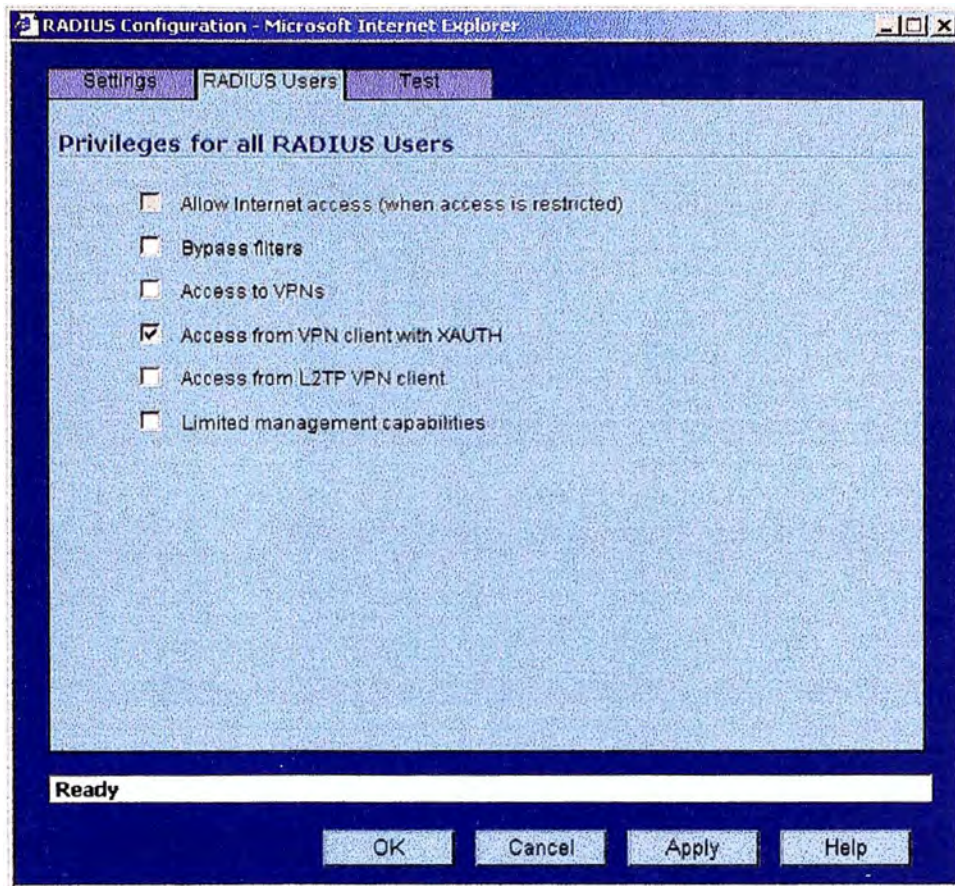 RADIUS Configuration - Microsoft Internet Explorer
Settings RADIUS Users Test
Privileges for all RADIUS Users
Allow Internet access (when access is restricted)
Bypass filters
Access to VPNs
Access from VPN client with XAUTH
Access from L2TP VPN client
Limited management capabilities
Ready
OK Cancel Apply Help